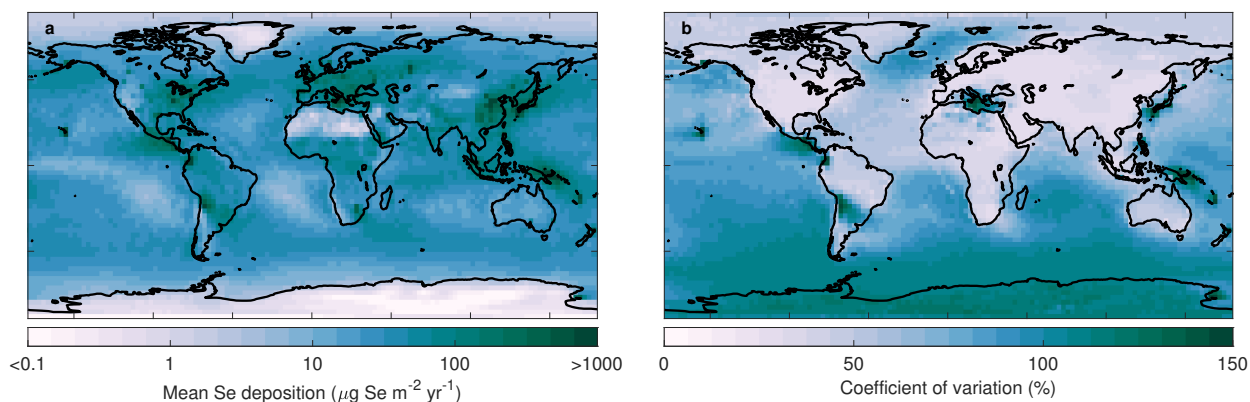 a
b
<0.1 1 10 100 >1000
Mean Se deposition (μg Se m⁻² yr⁻¹)
0 50 100 150
Coefficient of variation (%)